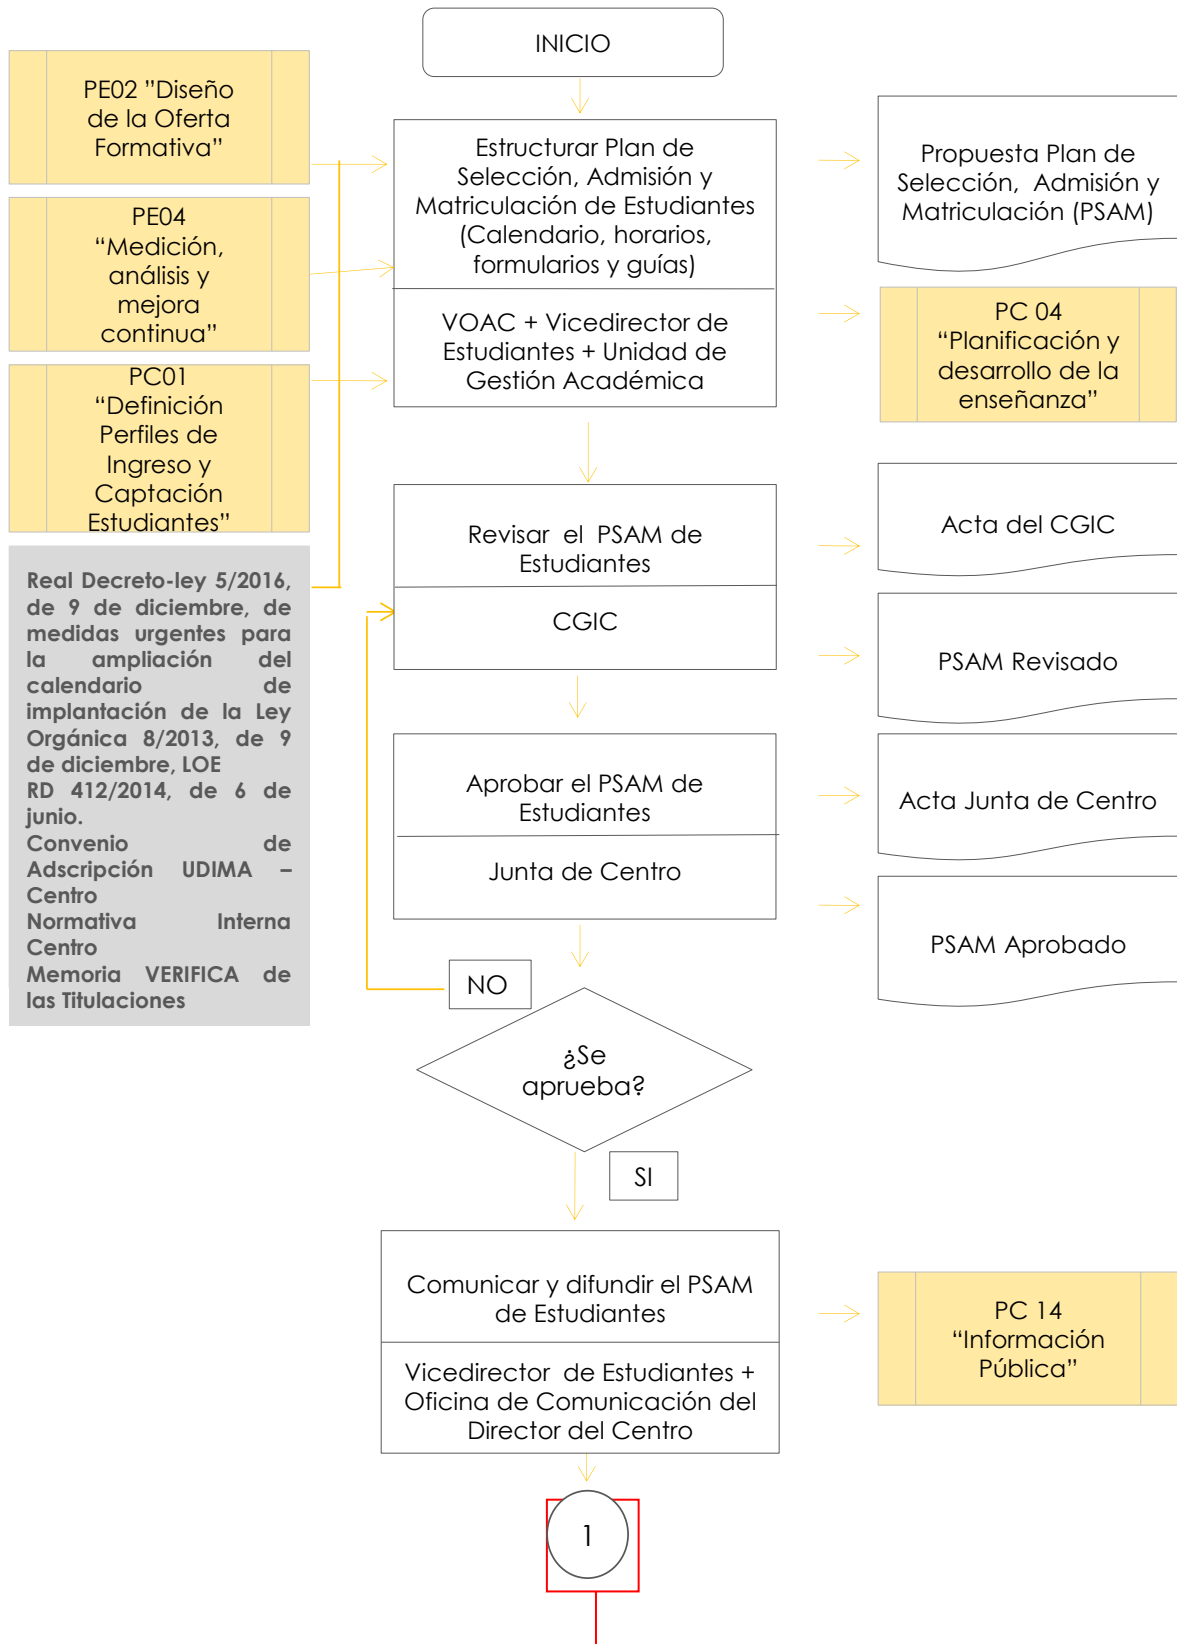 INICIO
PE02 ”Diseño
de la Oferta
Formativa”
PE04
“Medición,
análisis y
mejora
continua”
PC01
“Definición
Perfiles de
Ingreso y
Captación
Estudiantes”
Real Decreto-ley 5/2016,
de 9 de diciembre, de
medidas urgentes para
la ampliación del
calendario de
implantación de la Ley
Orgánica 8/2013, de 9
de diciembre, LOE
RD 412/2014, de 6 de
junio.
Convenio de
Adscripción UDIMA –
Centro
Normativa Interna
Centro
Memoria VERIFICA de
las Titulaciones
Estructurar Plan de
Selección, Admisión y
Matriculación de Estudiantes
(Calendario, horarios,
formularios y guías)
VOAC + Vicedirector de
Estudiantes + Unidad de
Gestión Académica
Propuesta Plan de
Selección, Admisión y
Matriculación (PSAM)
PC 04
“Planificación y
desarrollo de la
enseñanza”
Revisar el PSAM de
Estudiantes
CGIC
Acta del CGIC
PSAM Revisado
Aprobar el PSAM de
Estudiantes
Junta de Centro
Acta Junta de Centro
PSAM Aprobado
NO
¿Se
aprueba?
SI
Comunicar y difundir el PSAM
de Estudiantes
Vicedirector de Estudiantes +
Oficina de Comunicación del
Director del Centro
PC 14
“Información
Pública”
1